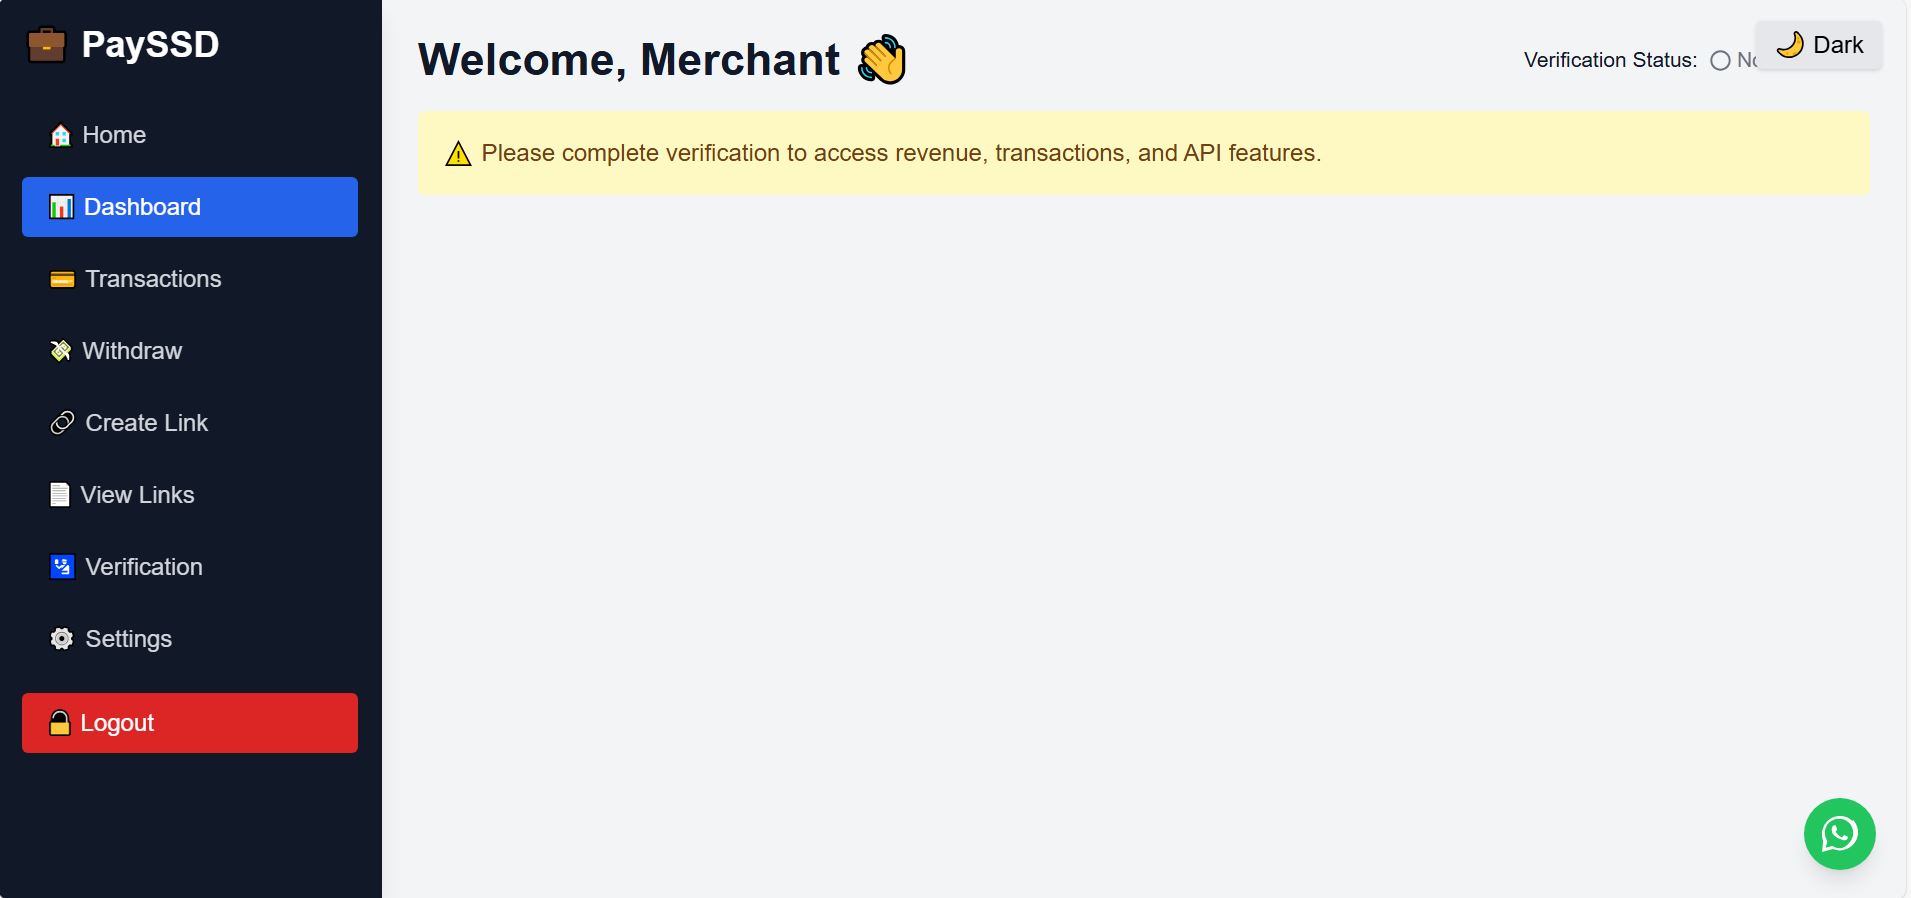 PaySSD
Home
Dashboard
Transactions
Withdraw
Create Link
View Links
Verification
Settings
Logout
Welcome, Merchant 👋
Verification Status:
🌙 Dark
⚠ Please complete verification to access revenue, transactions, and API features.